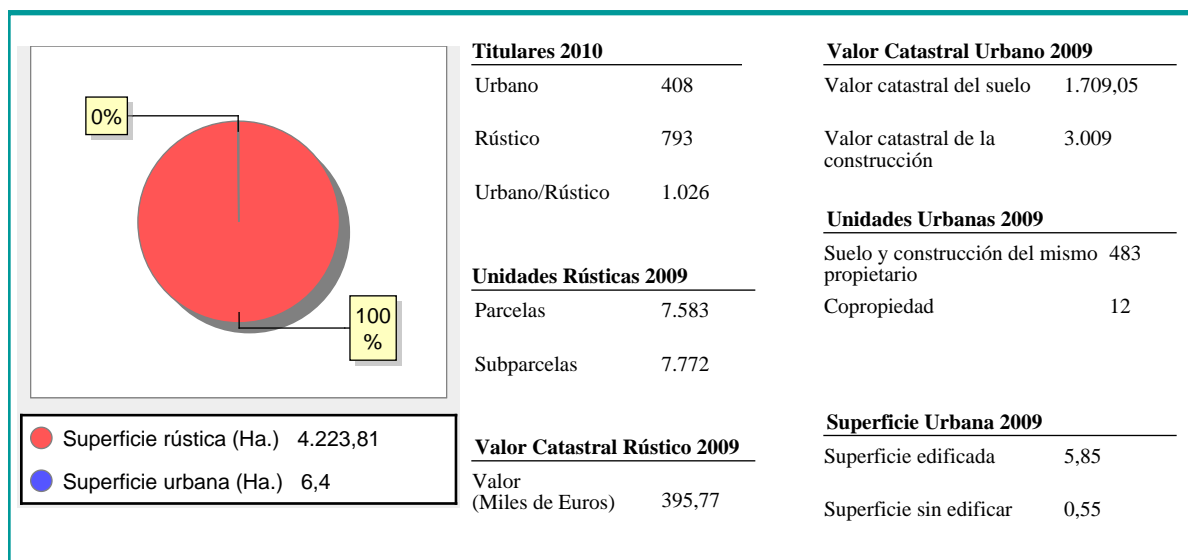 0%
100
%
Superficie rústica (Ha.) 4.223,81
Superficie urbana (Ha.) 6,4
Titulares 2010
Urbano 408
Rústico 793
Urbano/Rústico 1.026
Unidades Rústicas 2009
Parcelas 7.583
Subparcelas 7.772
Valor Catastral Rústico 2009
Valor
(Miles de Euros) 395,77
Valor Catastral Urbano 2009
Valor catastral del suelo 1.709,05
Valor catastral de la 3.009
construcción
Unidades Urbanas 2009
Suelo y construcción del mismo 483
propietario
Copropiedad 12
Superficie Urbana 2009
Superficie edificada 5,85
Superficie sin edificar 0,55